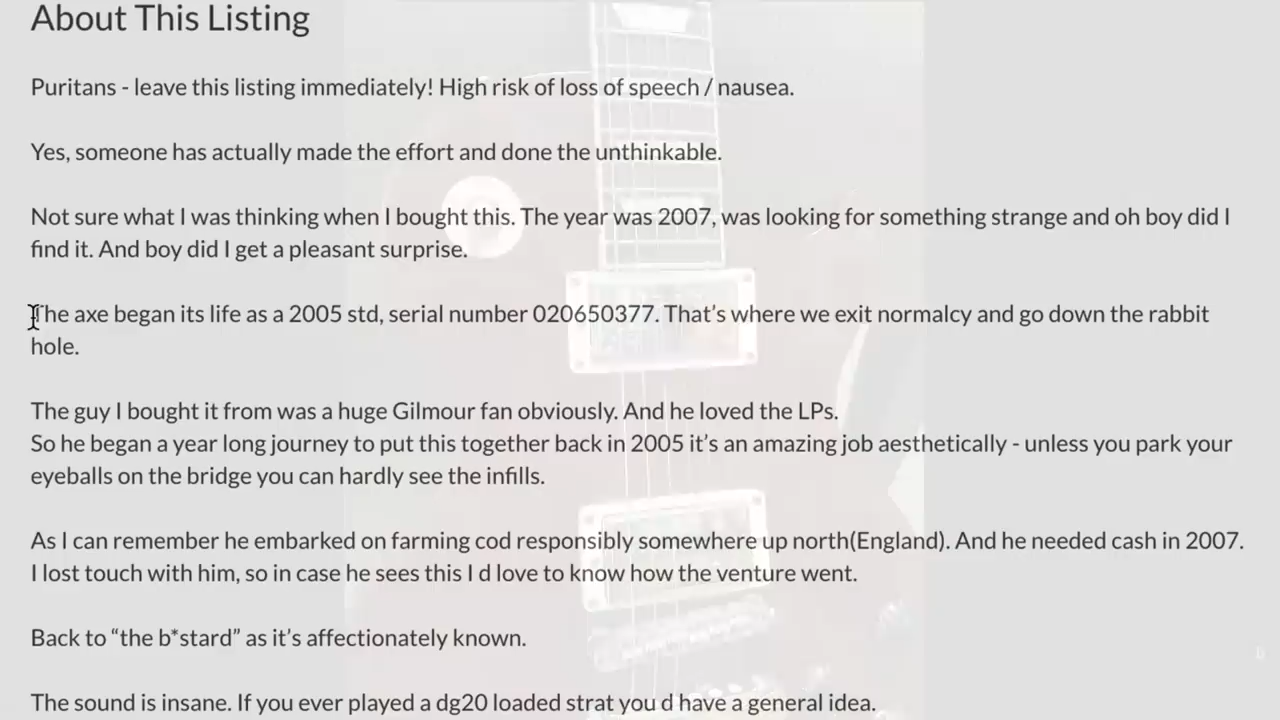 About This Listing
Puritans - leave this listing immediately! High risk of loss of speech / nausea.
Yes, someone has actually made the effort and done the unthinkable.
Not sure what I was thinking when I bought this. The year was 2007, was looking for something strange and oh boy did I
find it. And boy did I get a pleasant surprise.
The axe began its life as a 2005 std, serial number 020650377. That’s where we exit normalcy and go down the rabbit
hole.
The guy I bought it from was a huge Gilmour fan obviously. And he loved the LPs.
So he began a year long journey to put this together back in 2005 it’s an amazing job aesthetically - unless you park your
eyeballs on the bridge you can hardly see the infills.
As I can remember he embarked on farming cod responsibly somewhere up north(England). And he needed cash in 2007.
I lost touch with him, so in case he sees this I d love to know how the venture went.
Back to “the b*stard” as it’s affectionately known.
The sound is insane. If you ever played a dg20 loaded strat you d have a general idea.